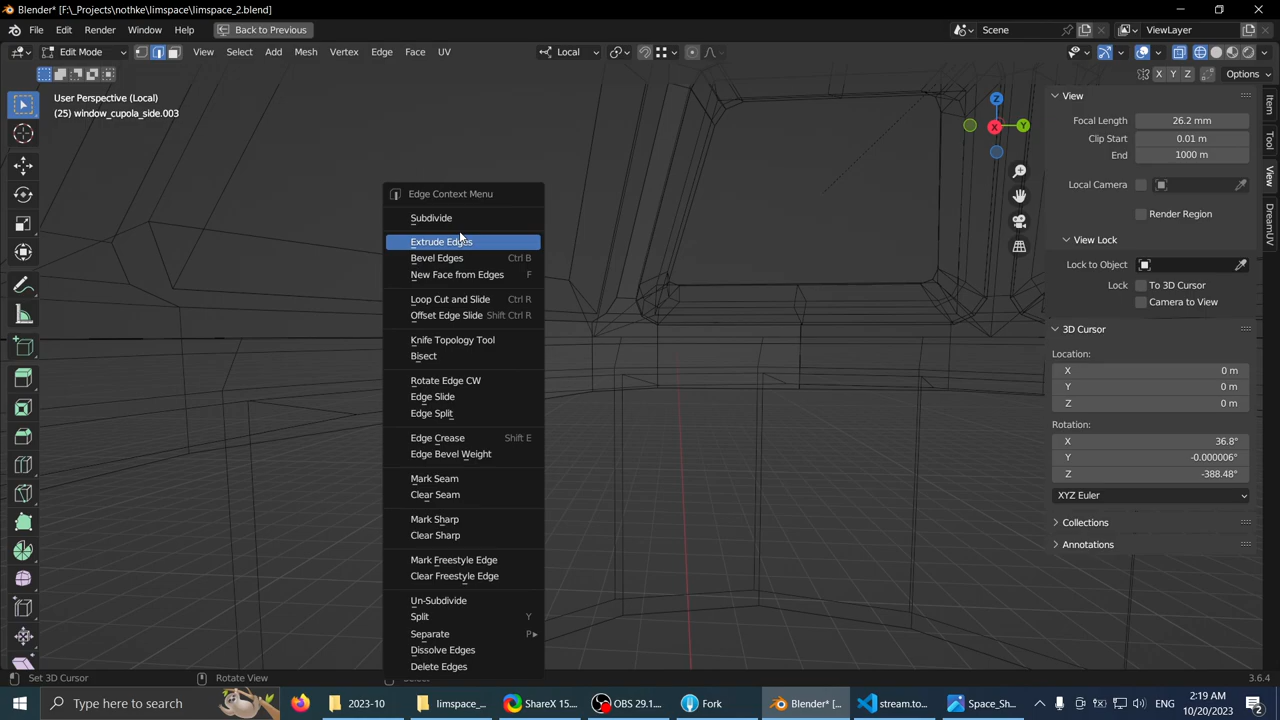 Blender* [F:\_Projects\nothke\limspace\limspace_2.blend]
File Edit Render Window Help Back to Previous Scene ViewLayer
Edit Mode View Select Add Mesh Vertex Edge Face UV Local
X Y Z Options
User Perspective (Local)
(25) window_cupola_side.003
Z
Y
X
View
Focal Length 26.2 mm
Clip Start 0.01 m
End 1000 m
Local Camera
Render Region
View Lock
Lock to Object
Lock To 3D Cursor
Camera to View
3D Cursor
Location:
X 0 m
Y 0 m
Z 0 m
Rotation:
X 36.8°
Y -0.000006°
Z -388.48°
XYZ Euler
Collections
Annotations
Item
Tool
View
DreamUV
Edge Context Menu
Subdivide
Extrude Edges
Bevel Edges Ctrl B
New Face from Edges F
Loop Cut and Slide Ctrl R
Offset Edge Slide Shift Ctrl R
Knife Topology Tool
Bisect
Rotate Edge CW
Edge Slide
Edge Split
Edge Crease Shift E
Edge Bevel Weight
Mark Seam
Clear Seam
Mark Sharp
Clear Sharp
Mark Freestyle Edge
Clear Freestyle Edge
Un-Subdivide
Split Y
Separate P
Dissolve Edges
Delete Edges
Set 3D Cursor Rotate View Select 3.6.4
Type here to search 2023-10 limspace_... ShareX 15.... OBS 29.1.... Fork Blender* [... stream.to... Space_Sh... ENG 2:19 AM
10/20/2023 2